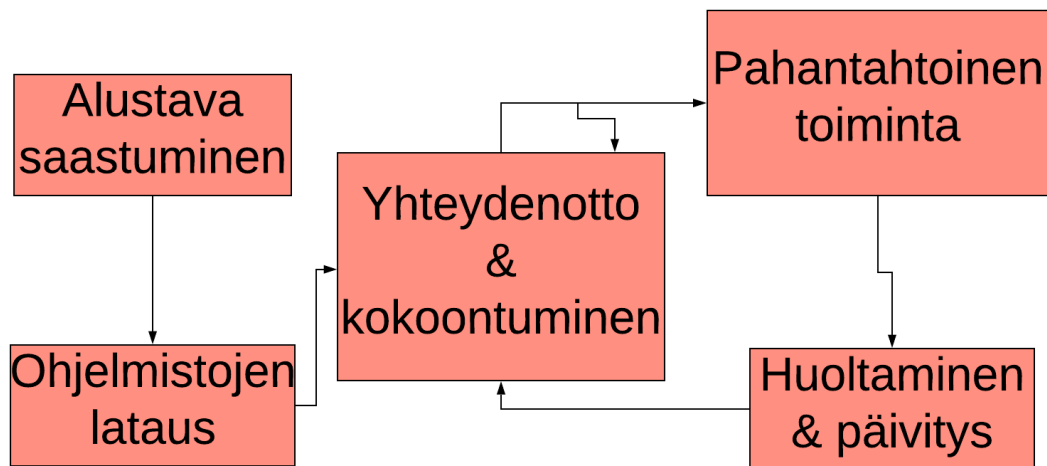 Alustava
saastuminen
Ohjelmistojen
lataus
Yhteydenotto
&
kokoontuminen
Pahantahtoinen
toiminta
Huoltaminen
& päivitys